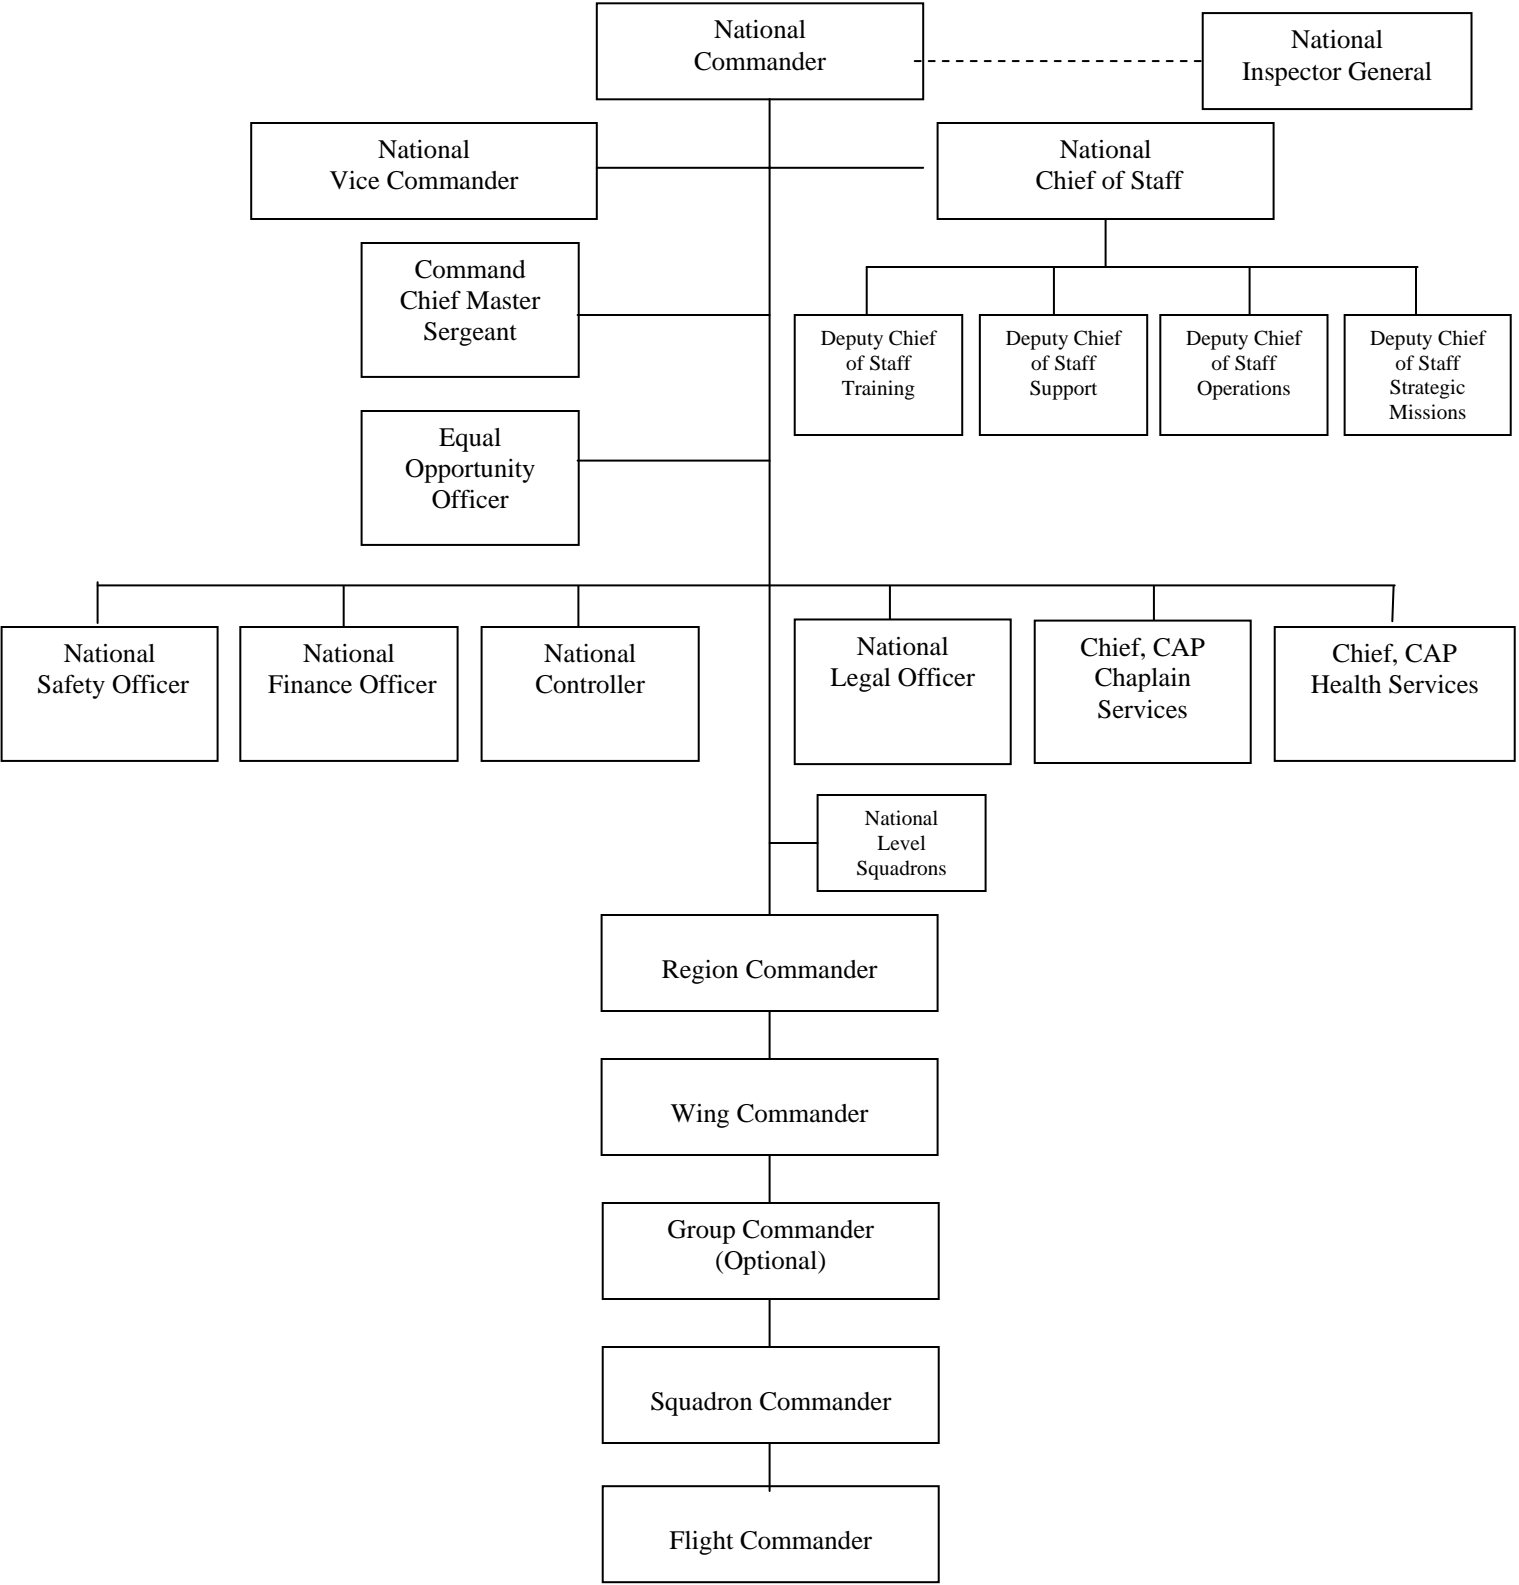 National
Commander
National
Inspector General
National
Vice Commander
National
Chief of Staff
Command
Chief Master
Sergeant
Deputy Chief
of Staff
Training
Deputy Chief
of Staff
Support
Deputy Chief
of Staff
Operations
Deputy Chief
of Staff
Strategic
Missions
Equal
Opportunity
Officer
National
Safety Officer
National
Finance Officer
National
Controller
National
Legal Officer
Chief, CAP
Chaplain
Services
Chief, CAP
Health Services
National
Level
Squadrons
Region Commander
Wing Commander
Group Commander
(Optional)
Squadron Commander
Flight Commander